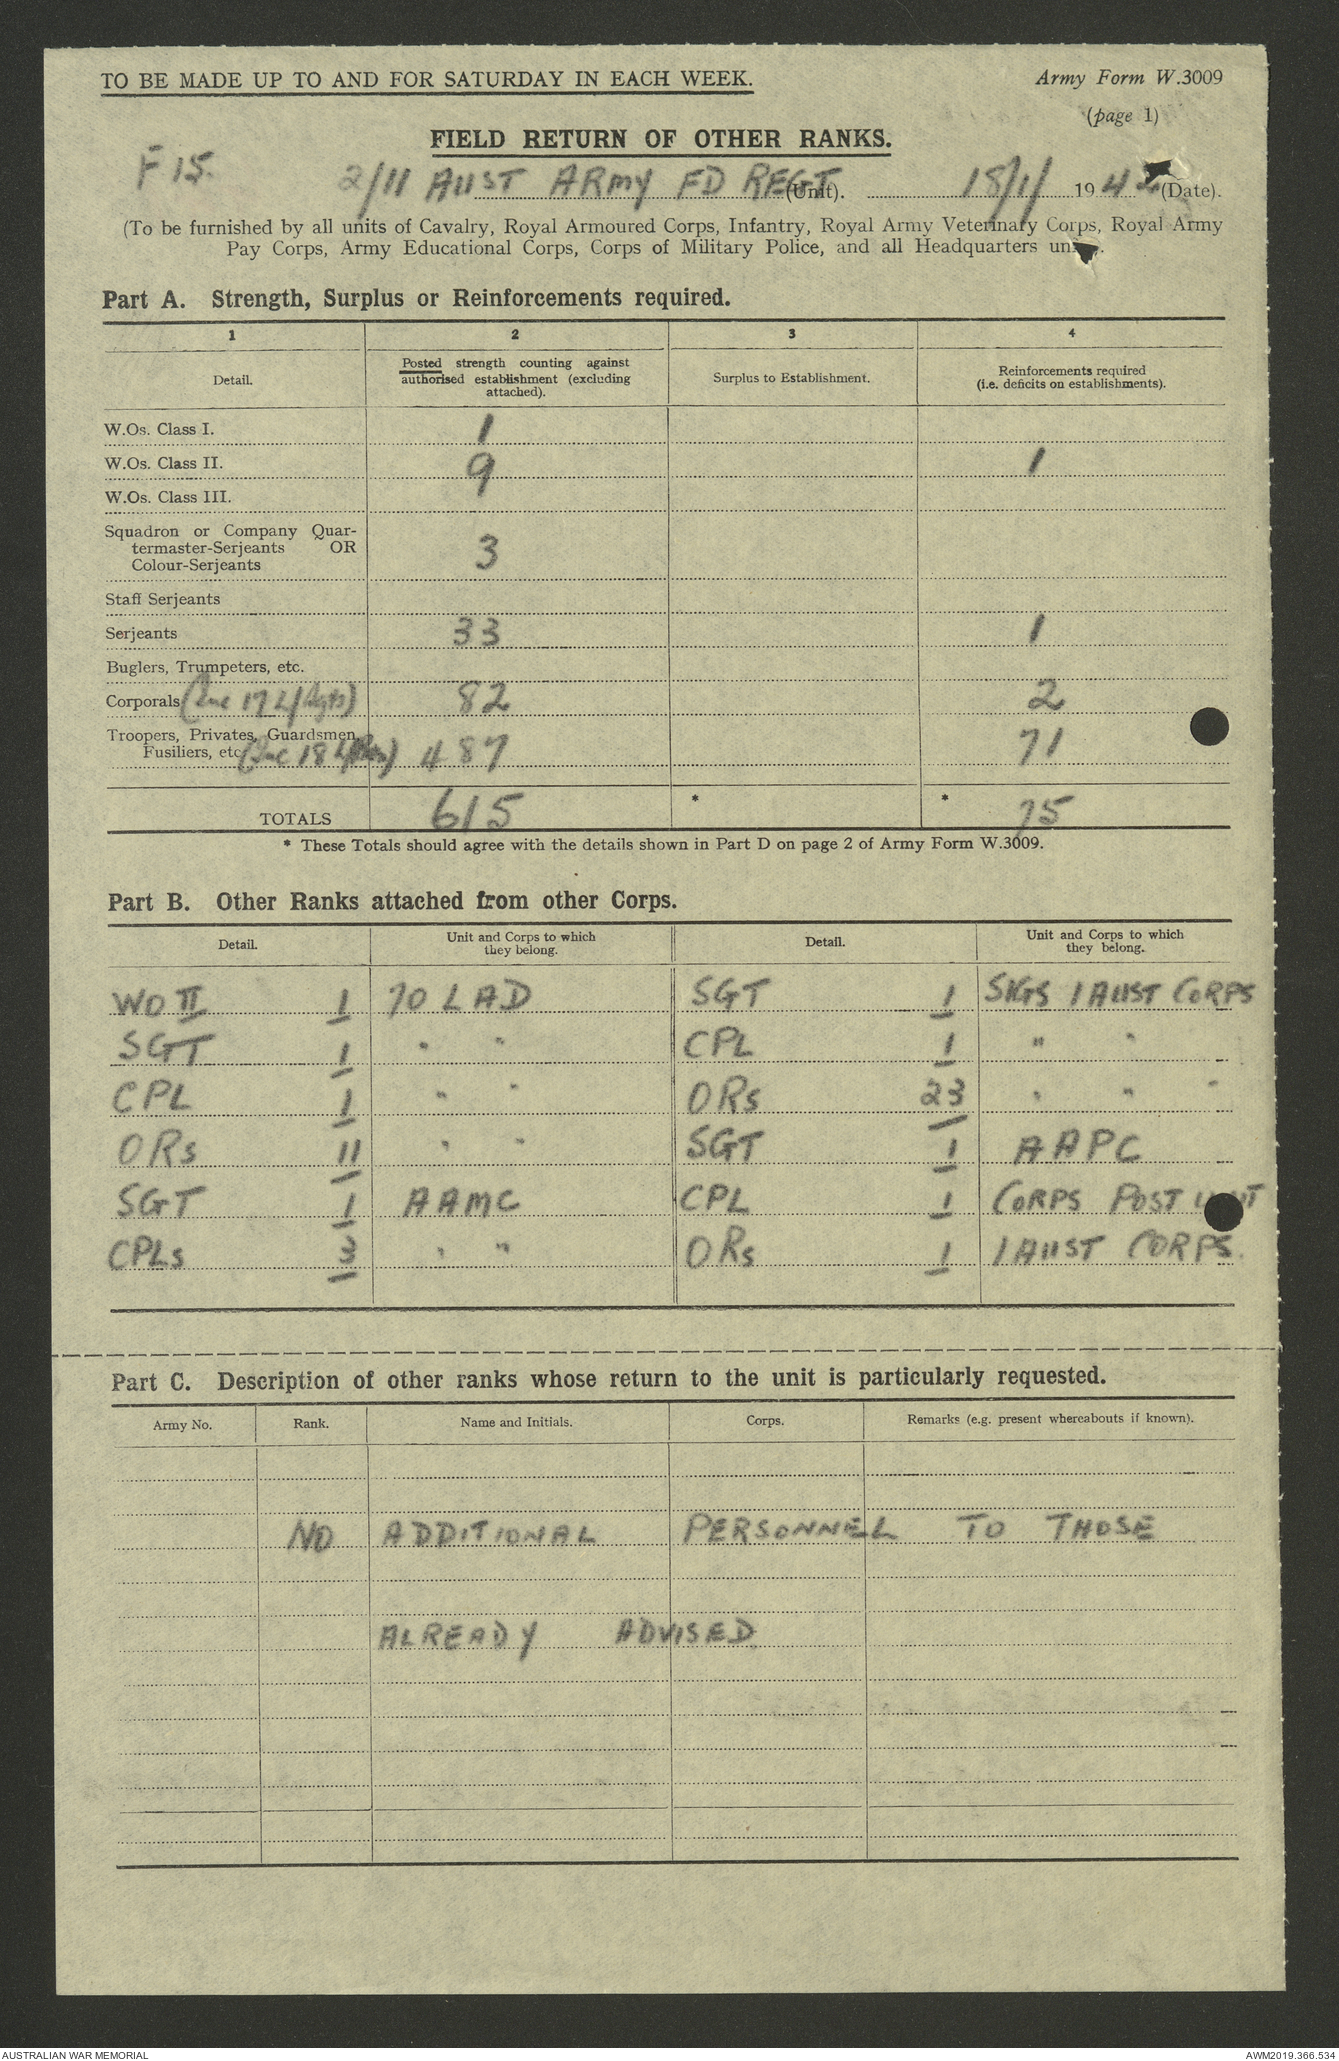 TO BE MADE UP TO AND FOR SATURDAY IN EACH WEEK. Army Form W.3009
(page 1)
FIELD RETURN OF OTHER RANKS.
F 15. 2/11 AUST ARMY FD REGT (Unit). 18/1/ 1942 (Date).
(To be furnished by all units of Cavalry, Royal Armoured Corps, Infantry, Royal Army Veterinary Corps, Royal Army
Pay Corps, Army Educational Corps, Corps of Military Police, and all Headquarters
Part A. Strength, Surplus or Reinforcements required.
1 2 3 4
Detail. Posted strength counting against authorised establishment (excluding attached). Surplus to Establishment. Reinforcements required (i.e. deficits on establishments).
W.Os. Class I. 1
W.Os. Class II. 9 1
W.Os. Class III.
Squadron or Company Quar-
termaster-Serjeants OR 3
Colour-Serjeants
Staff Serjeants
Serjeants 33 1
Buglers, Trumpeters, etc.
Corporals (Inc 17 L/Sgts) 82 2
Troopers, Privates, Guardsmen,
Fusiliers, etc (Inc 18 487 71
TOTALS 615 * * 75
* These Totals should agree with the details shown in Part D on page 2 of Army Form W.3009.
Part B. Other Ranks attached from other Corps.
Detail. Unit and Corps to which they belong. Detail. Unit and Corps to which they belong.
WO II 1 70 LAD SGT 1 SIGS 1 AUST CORPS
SGT 1 " " CPL 1 " "
CPL 1 " " ORs 23 " " "
ORs 11 " " SGT 1 AAPC
SGT 1 AAMC CPL 1 CORPS POST UNIT
CPLs 3 " " ORs 1 1 AUST CORPS.
Part C. Description of other ranks whose return to the unit is particularly requested.
Army No. Rank. Name and Initials. Corps. Remarks (e.g. present whereabouts if known).
NO ADDITIONAL PERSONNEL TO THOSE
ALREADY ADVISED
AUSTRALIAN WAR MEMORIAL AWM2019.366.534